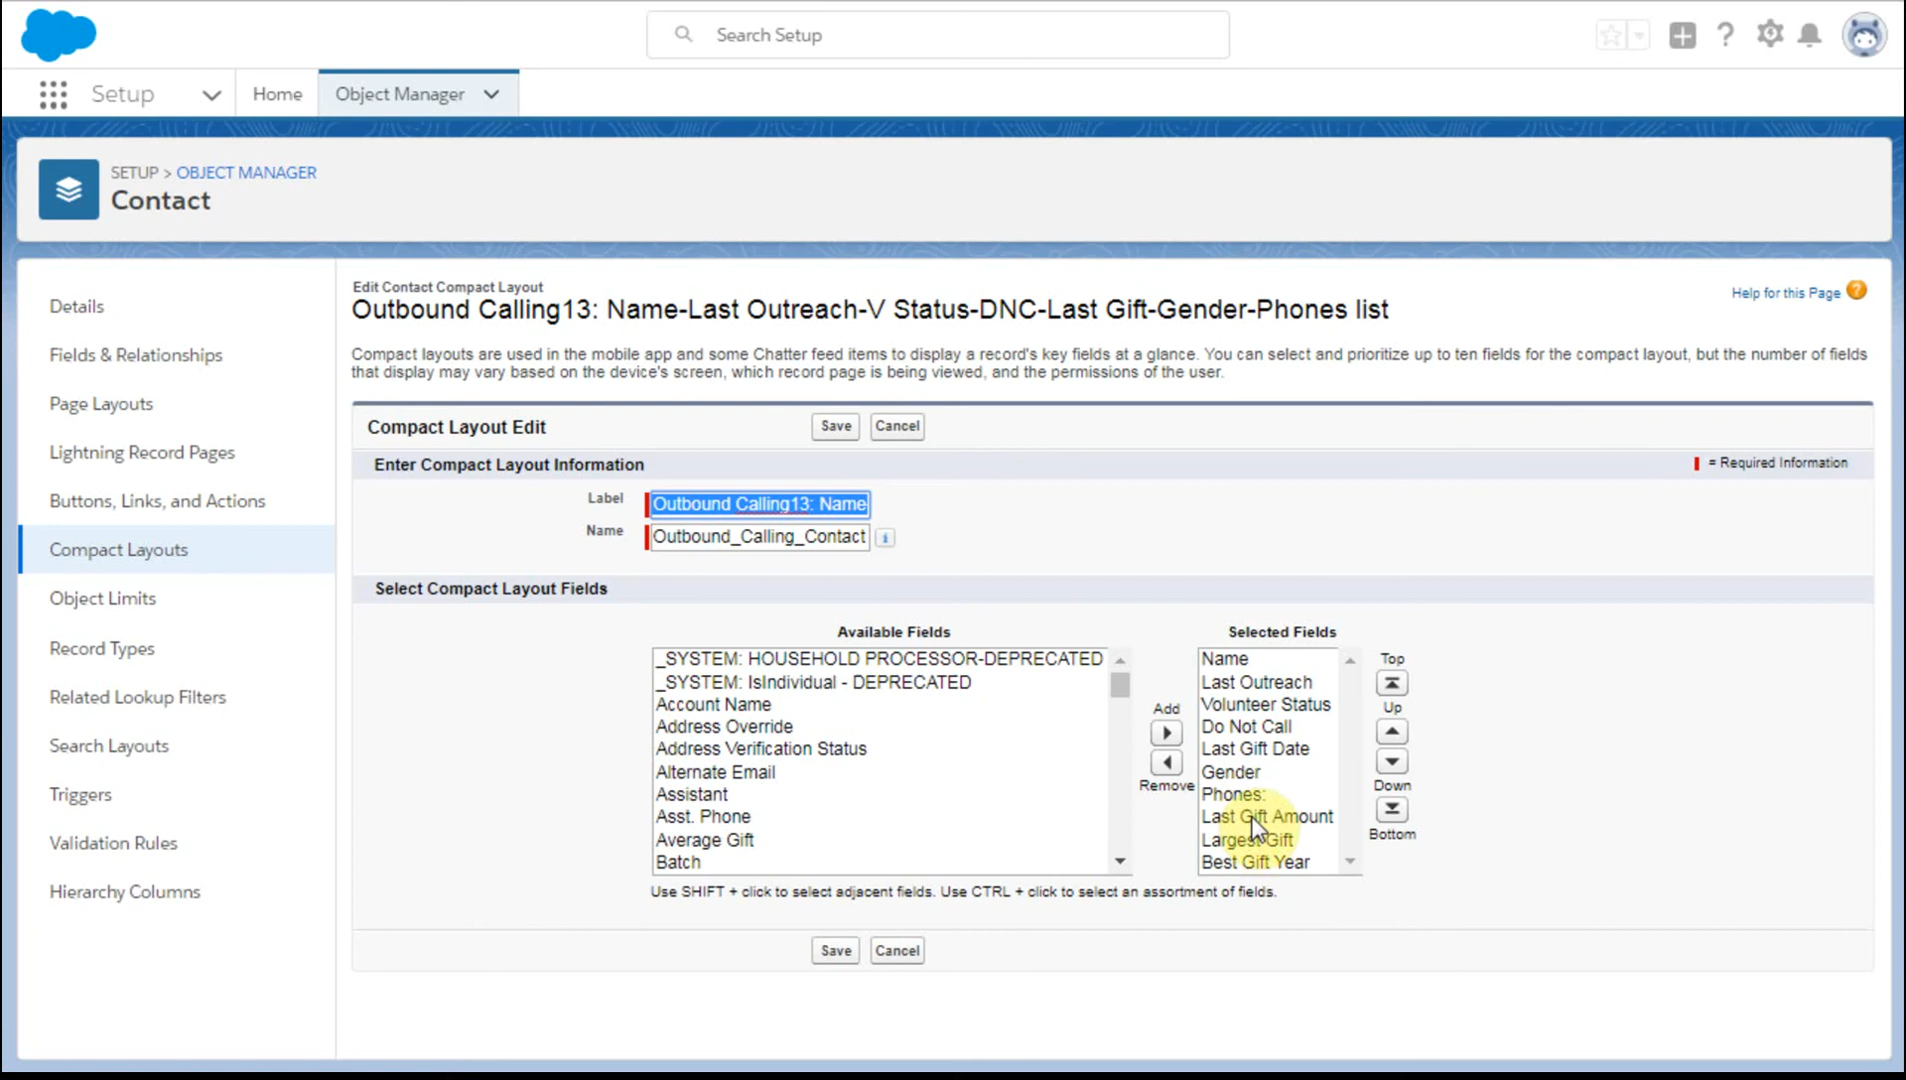 Search Setup
Setup
Home
Object Manager
SETUP > OBJECT MANAGER
Contact
Details
Fields & Relationships
Page Layouts
Lightning Record Pages
Buttons, Links, and Actions
Compact Layouts
Object Limits
Record Types
Related Lookup Filters
Search Layouts
Triggers
Validation Rules
Hierarchy Columns
Edit Contact Compact Layout
Outbound Calling13: Name-Last Outreach-V Status-DNC-Last Gift-Gender-Phones list
Help for this Page ?
Compact layouts are used in the mobile app and some Chatter feed items to display a record's key fields at a glance. You can select and prioritize up to ten fields for the compact layout, but the number of fields
that display may vary based on the device's screen, which record page is being viewed, and the permissions of the user.
Compact Layout Edit
Save
Cancel
Enter Compact Layout Information
= Required Information
Label
Outbound Calling13: Name
Name
Outbound_Calling_Contact
i
Select Compact Layout Fields
Available Fields
_SYSTEM: HOUSEHOLD PROCESSOR-DEPRECATED
_SYSTEM: IsIndividual - DEPRECATED
Account Name
Address Override
Address Verification Status
Alternate Email
Assistant
Asst. Phone
Average Gift
Batch
Add
Remove
Selected Fields
Name
Last Outreach
Volunteer Status
Do Not Call
Last Gift Date
Gender
Phones:
Last Gift Amount
Largest Gift
Best Gift Year
Top
Up
Down
Bottom
Use SHIFT + click to select adjacent fields. Use CTRL + click to select an assortment of fields.
Save
Cancel